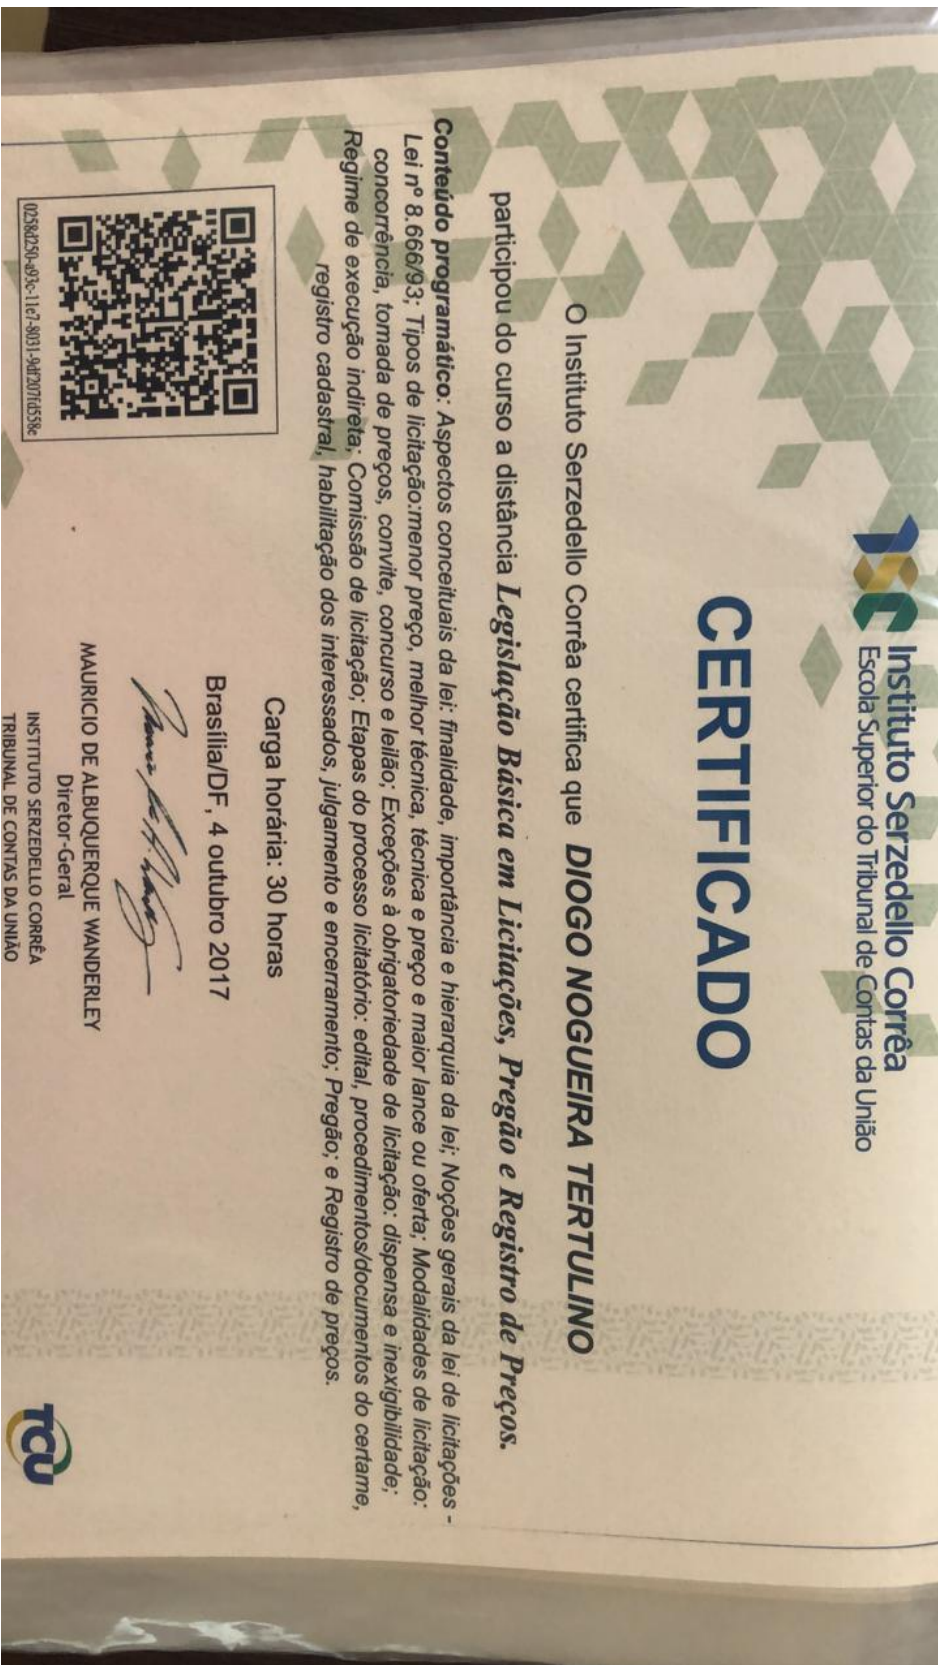 ISC
Instituto Serzedello Corrêa
Escola Superior do Tribunal de Contas da União
CERTIFICADO
O Instituto Serzedello Corrêa certifica que DIOGO NOGUEIRA TERTULINO
participou do curso a distância Legislação Básica em Licitações, Pregão e Registro de Preços.
Conteúdo programático: Aspectos conceituais da lei: finalidade, importância e hierarquia da lei; Noções gerais da lei de licitações -
Lei nº 8.666/93; Tipos de licitação:menor preço, melhor técnica, técnica e preço e maior lance ou oferta; Modalidades de licitação:
concorrência, tomada de preços, convite, concurso e leilão; Exceções à obrigatoriedade de licitação: dispensa e inexigibilidade;
Regime de execução indireta; Comissão de licitação; Etapas do processo licitatório: edital, procedimentos/documentos do certame,
registro cadastral, habilitação dos interessados, julgamento e encerramento; Pregão; e Registro de preços.
Carga horária: 30 horas
Brasília/DF, 4 outubro 2017
MAURICIO DE ALBUQUERQUE WANDERLEY
Diretor-Geral
INSTITUTO SERZEDELLO CORRÊA
TRIBUNAL DE CONTAS DA UNIÃO
0258d250-a93c-11e7-8031-9df207fd558e
TCU